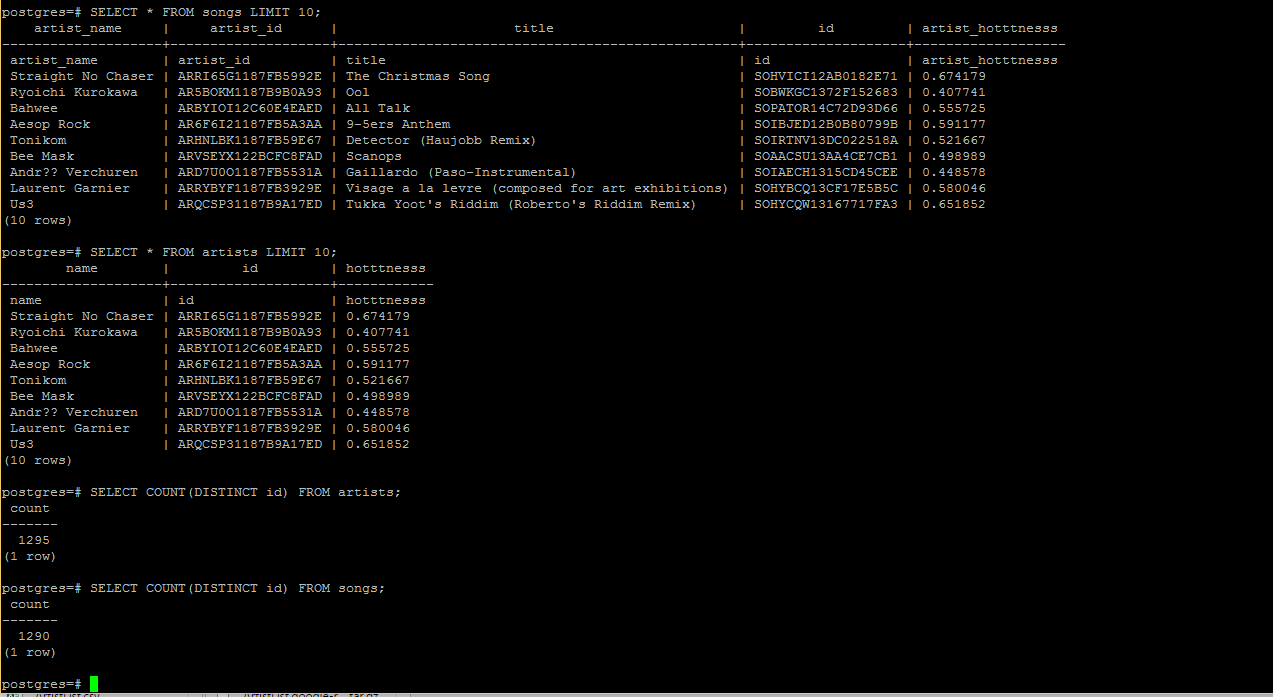 postgres=# SELECT * FROM songs LIMIT 10;
artist_name | artist_id | title | id | artist_hotttnesss
--------------------+--------------------+--------------------------------------------------+--------------------+-------------------
artist_name | artist_id | title | id | artist_hotttnesss
Straight No Chaser | ARRI65G1187FB5992E | The Christmas Song | SOHVICI12AB0182E71 | 0.674179
Ryoichi Kurokawa | AR5BOKM1187B9B0A93 | Ool | SOBWKGC1372F152683 | 0.407741
Bahwee | ARBYIOI12C60E4EAED | All Talk | SOPATOR14C72D93D66 | 0.555725
Aesop Rock | AR6F6I21187FB5A3AA | 9-5ers Anthem | SOIBJED12B0B80799B | 0.591177
Tonikom | ARHNLBK1187FB59E67 | Detector (Haujobb Remix) | SOIRTNV13DC022518A | 0.521667
Bee Mask | ARVSEYX122BCFC8FAD | Scanops | SOAACSU13AA4CE7CB1 | 0.498989
Andr?? Verchuren | ARD7U0O1187FB5531A | Gaillardo (Paso-Instrumental) | SOIAECH1315CD45CEE | 0.448578
Laurent Garnier | ARRYBYF1187FB3929E | Visage a la levre (composed for art exhibitions) | SOHYBCQ13CF17E5B5C | 0.580046
Us3 | ARQCSP31187B9A17ED | Tukka Yoot's Riddim (Roberto's Riddim Remix) | SOHYCQW13167717FA3 | 0.651852
(10 rows)
postgres=# SELECT * FROM artists LIMIT 10;
name | id | hotttnesss
--------------------+--------------------+------------
name | id | hotttnesss
Straight No Chaser | ARRI65G1187FB5992E | 0.674179
Ryoichi Kurokawa | AR5BOKM1187B9B0A93 | 0.407741
Bahwee | ARBYIOI12C60E4EAED | 0.555725
Aesop Rock | AR6F6I21187FB5A3AA | 0.591177
Tonikom | ARHNLBK1187FB59E67 | 0.521667
Bee Mask | ARVSEYX122BCFC8FAD | 0.498989
Andr?? Verchuren | ARD7U0O1187FB5531A | 0.448578
Laurent Garnier | ARRYBYF1187FB3929E | 0.580046
Us3 | ARQCSP31187B9A17ED | 0.651852
(10 rows)
postgres=# SELECT COUNT(DISTINCT id) FROM artists;
count
-------
1295
(1 row)
postgres=# SELECT COUNT(DISTINCT id) FROM songs;
count
-------
1290
(1 row)
postgres=#